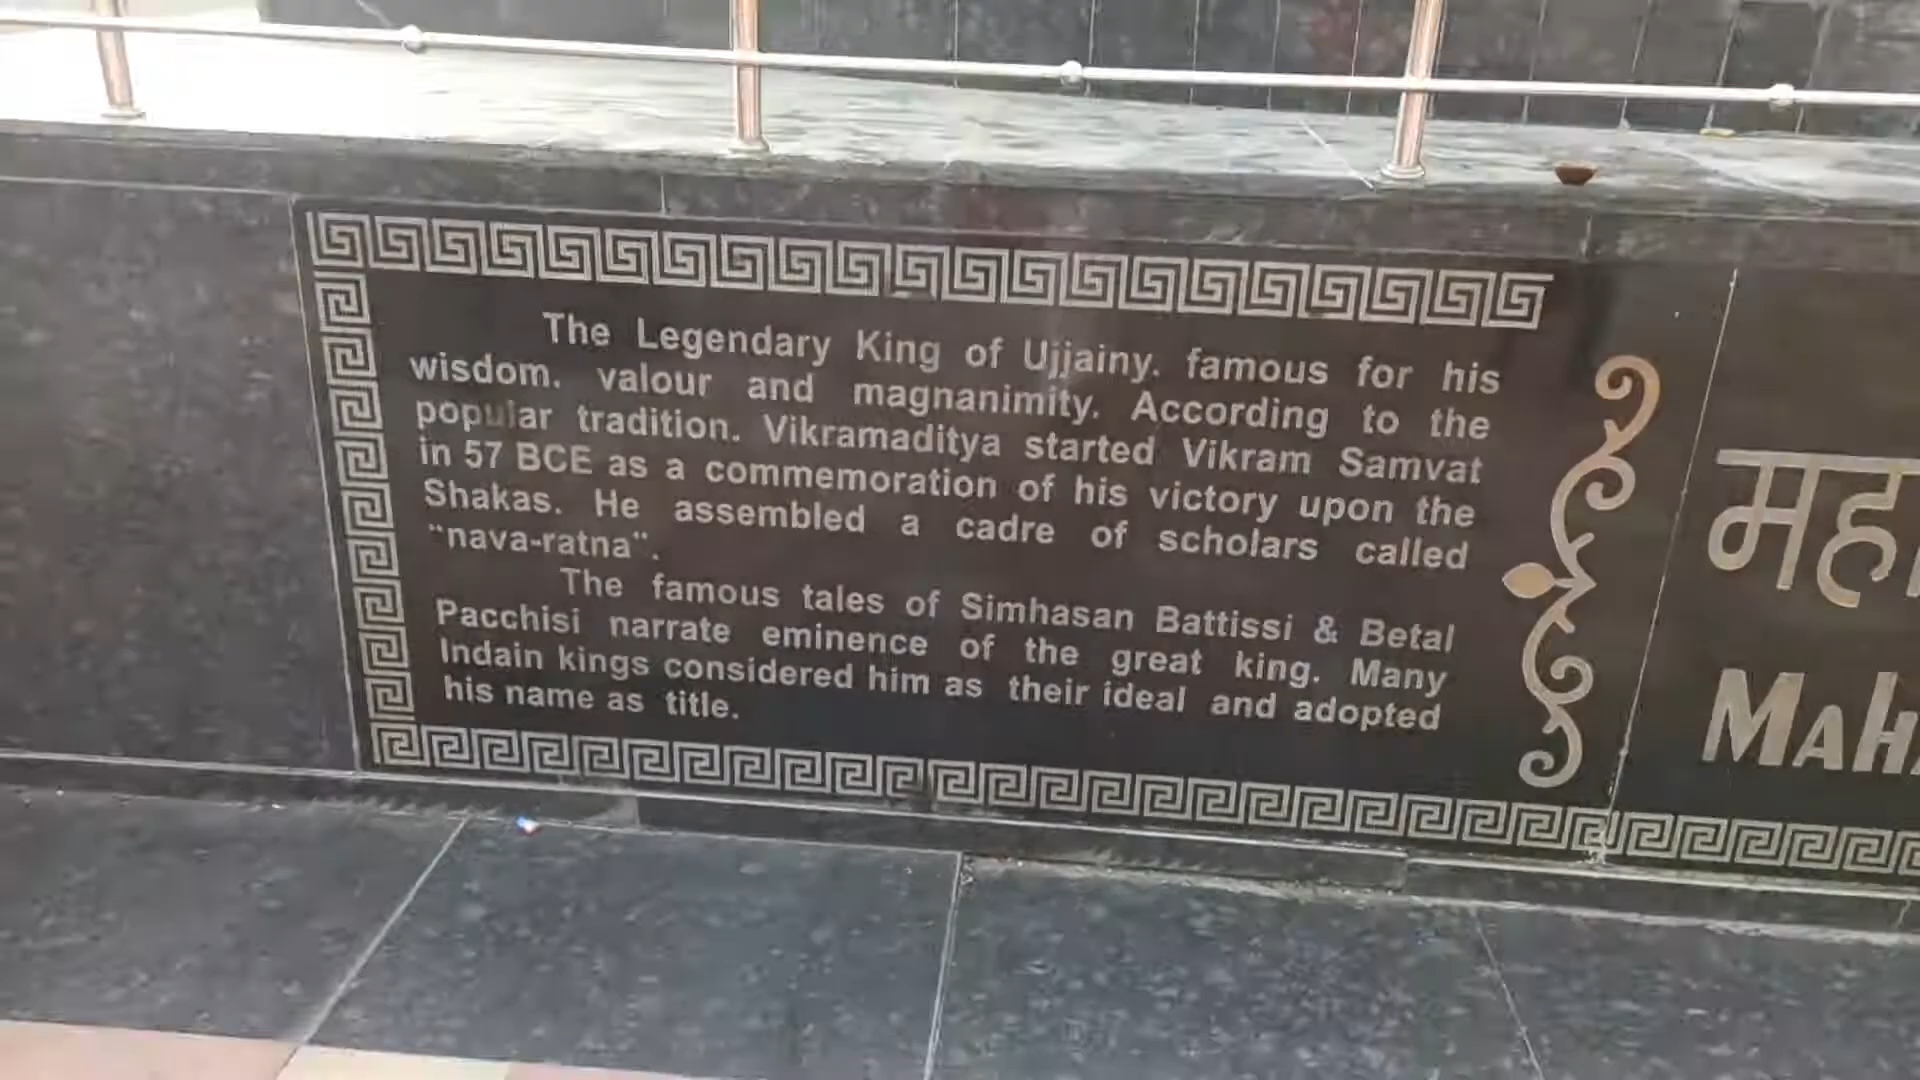 The Legendary King of Ujjainy. famous for his
wisdom. valour and magnanimity. According to the
popular tradition. Vikramaditya started Vikram Samvat
in 57 BCE as a commemoration of his victory upon the
Shakas. He assembled a cadre of scholars called
“nava-ratna”.
The famous tales of Simhasan Battissi & Betal
Pacchisi narrate eminence of the great king. Many
Indain kings considered him as their ideal and adopted
his name as title.